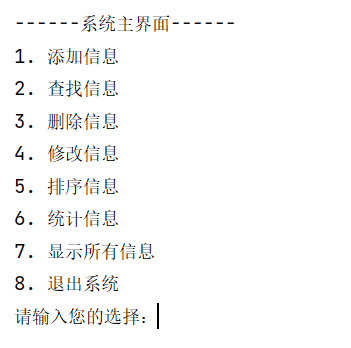 ------系统主界面------
1. 添加信息
2. 查找信息
3. 删除信息
4. 修改信息
5. 排序信息
6. 统计信息
7. 显示所有信息
8. 退出系统
请输入您的选择：